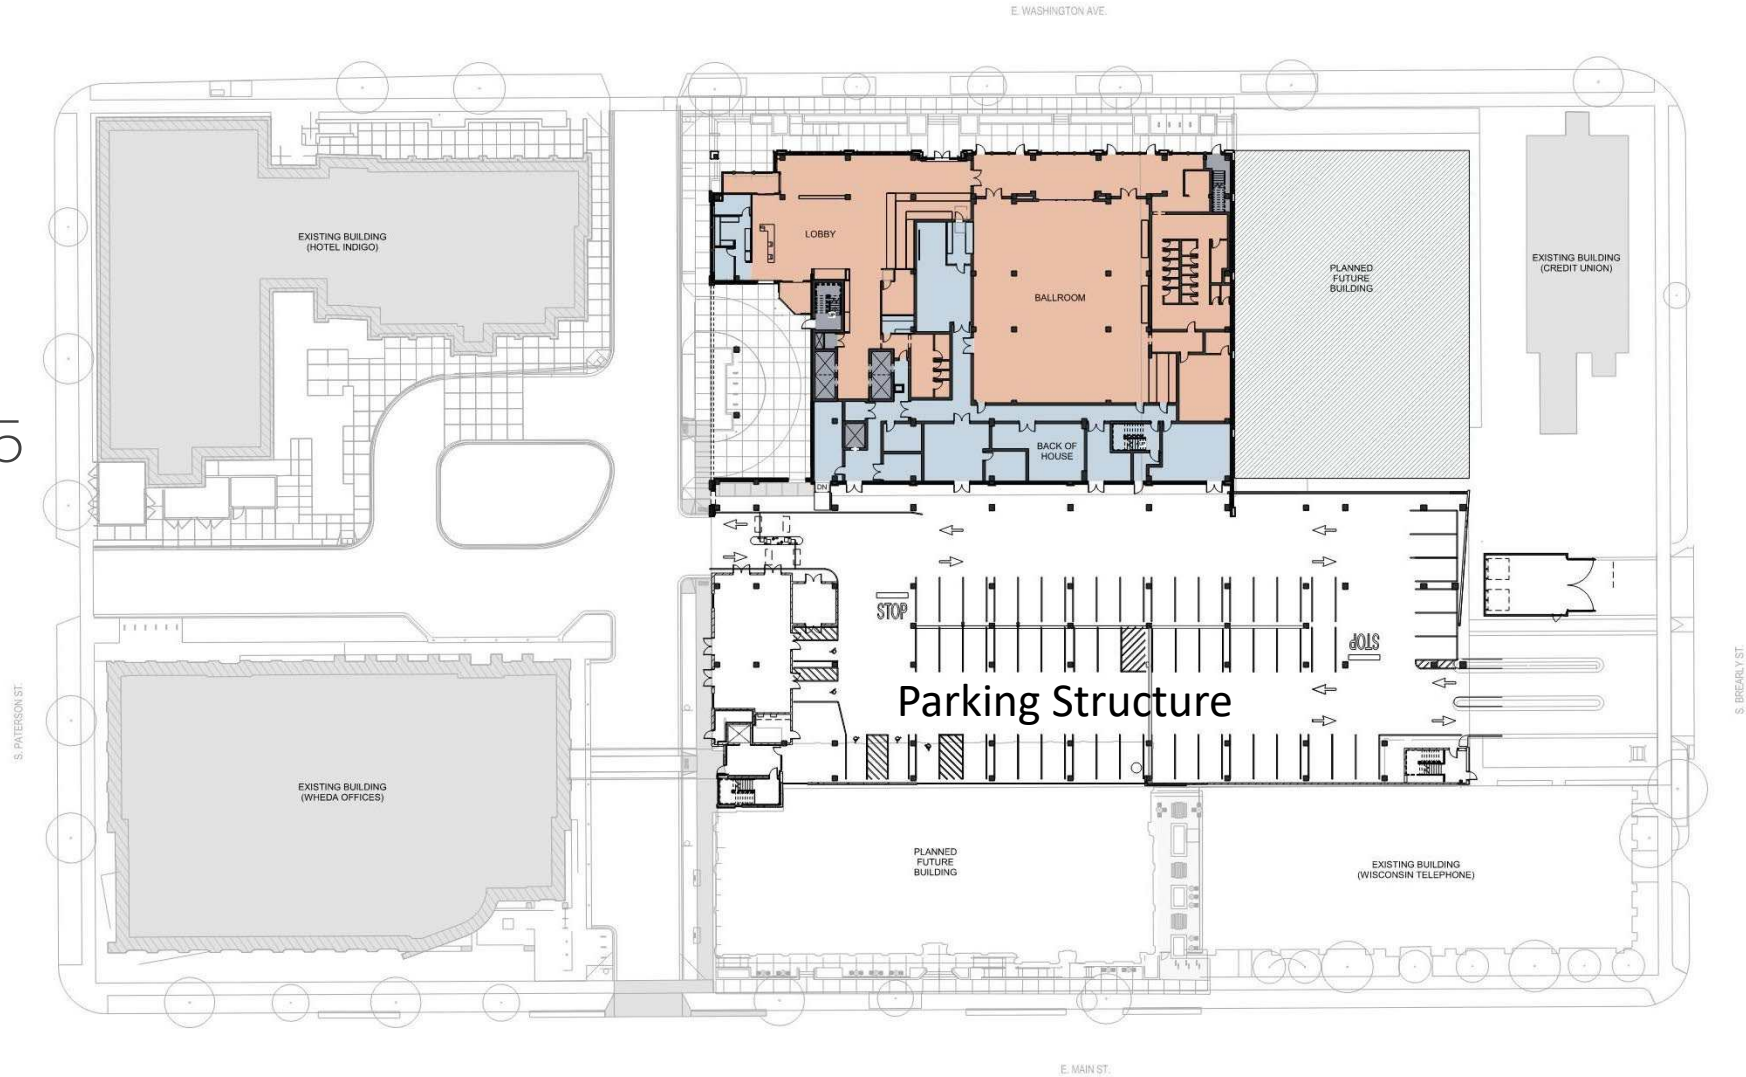 E. WASHINGTON AVE.
EXISTING BUILDING
(HOTEL INDIGO)
LOBBY
BALLROOM
PLANNED
FUTURE
BUILDING
EXISTING BUILDING
(CREDIT UNION)
5
BACK OF
HOUSE
DN
STOP
STOP
Parking Structure
S. PATERSON ST.
S. BREARLY ST.
EXISTING BUILDING
(WHEDA OFFICES)
PLANNED
FUTURE
BUILDING
EXISTING BUILDING
(WISCONSIN TELEPHONE)
E. MAIN ST.